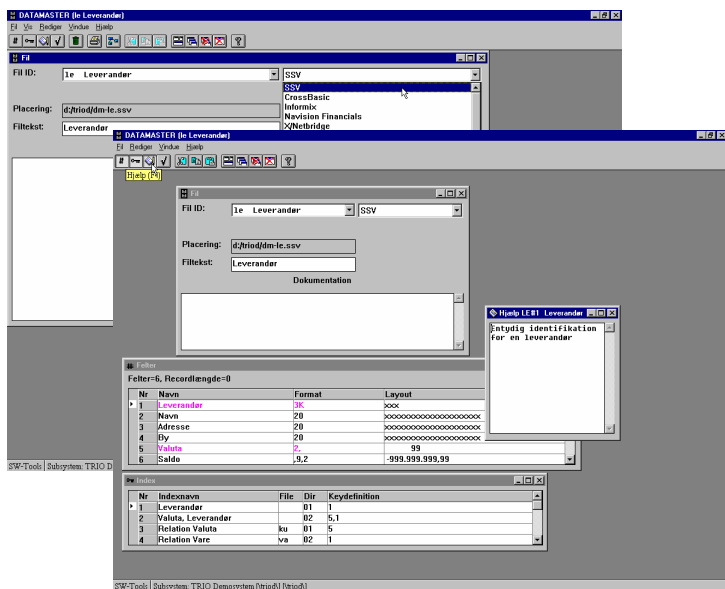 DATAMASTER (le Leverandør)
Fil Vis Rediger Vindue Hjælp
Fil
Fil ID: le Leverandør SSV
SSV
CrossBasic
Informix
Navision Financials
X/Netbridge
Placering: d:/triod/dm-le.ssv
Filtekst: Leverandør
SW-Tools Subsystem: TRIO D
DATAMASTER (le Leverandør)
Fil Rediger Vindue Hjælp
Fil
Fil ID: le Leverandør SSV
Placering: d:/triod/dm-le.ssv
Filtekst: Leverandør
Dokumentation
Hjælp LE#1 Leverandør
Entydig identifikation
for en leverandør
Felter
Felter=6, Recordlængde=0
Nr Navn Format Layout
1 Leverandør 3K xxx
2 Navn 20 xxxxxxxxxxxxxxxxxxxx
3 Adresse 20 xxxxxxxxxxxxxxxxxxxx
4 By 20 xxxxxxxxxxxxxxxxxxxx
5 Valuta 2, 99
6 Saldo ,9,2 -999.999.999,99
Index
Nr Indexnavn File Dir Keydefinition
1 Leverandør 01 1
2 Valuta, Leverandør 02 5,1
3 Relation Valuta ku 01 5
4 Relation Vare va 02 1
SW-Tools Subsystem: TRIO Demosystem [\triod\] [\triod\]